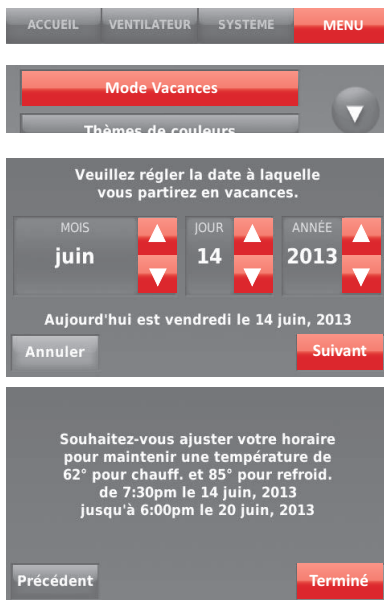 ACCUEIL VENTILATEUR SYSTEME MENU
Mode Vacances
Thèmes de couleurs
Veuillez régler la date à laquelle
vous partirez en vacances.
MOIS JOUR ANNÉE
juin 14 2013
Aujourd'hui est vendredi le 14 juin, 2013
Annuler Suivant
Souhaitez-vous ajuster votre horaire
pour maintenir une température de
62° pour chauff. et 85° pour refroid.
de 7:30pm le 14 juin, 2013
jusqu'à 6:00pm le 20 juin, 2013
Précédent Terminé